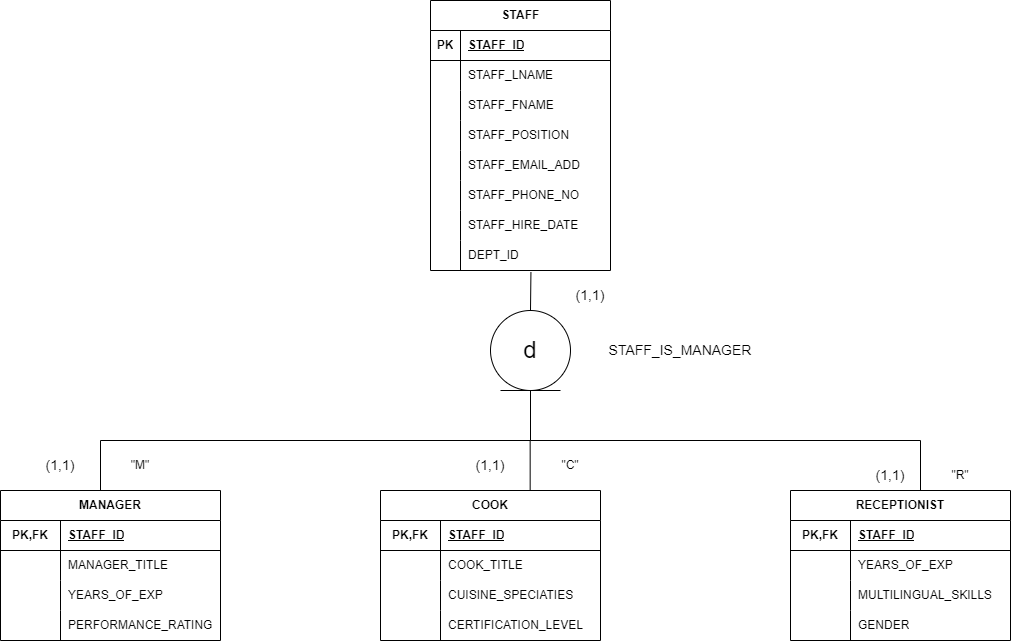 STAFF
PK STAFF_ID
STAFF_LNAME
STAFF_FNAME
STAFF_POSITION
STAFF_EMAIL_ADD
STAFF_PHONE_NO
STAFF_HIRE_DATE
DEPT_ID
(1,1)
d STAFF_IS_MANAGER
(1,1) "M" (1,1) "C" (1,1) "R"
MANAGER COOK RECEPTIONIST
PK,FK STAFF_ID PK,FK STAFF_ID PK,FK STAFF_ID
MANAGER_TITLE COOK_TITLE YEARS_OF_EXP
YEARS_OF_EXP CUISINE_SPECIATIES MULTILINGUAL_SKILLS
PERFORMANCE_RATING CERTIFICATION_LEVEL GENDER